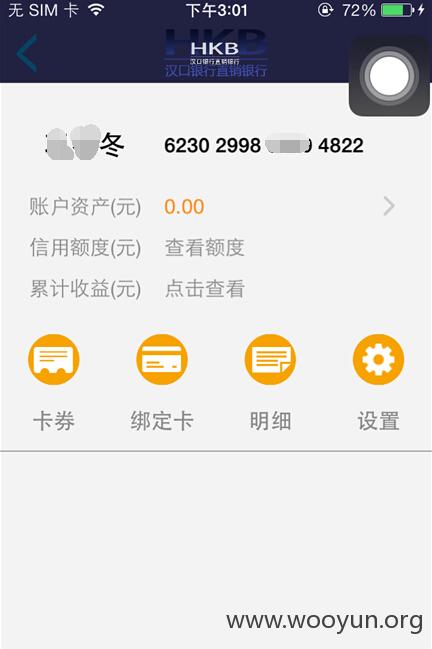 无 SIM 卡 下午3:01 72%
HKB
HKB
汉口银行直销银行
汉口银行直销银行
冬 6230 2998 9 4822
账户资产(元) 0.00
信用额度(元) 查看额度
累计收益(元) 点击查看
卡券 绑定卡 明细 设置
www.wooyun.org